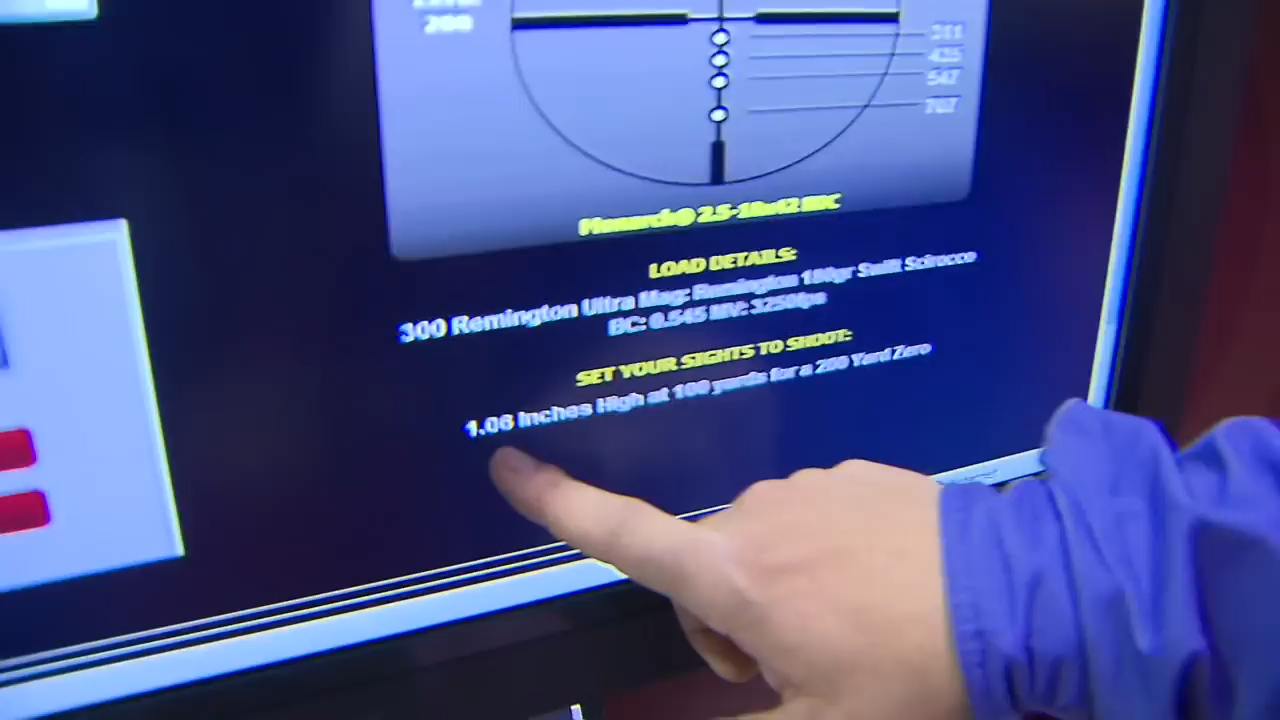 200
311
425
547
707
Monarch® 2.5-10x42 BDC
LOAD DETAILS:
300 Remington Ultra Mag: Remington 180gr Swift Scirocco
BC: 0.545 MV: 3250fps
SET YOUR SIGHTS TO SHOOT:
1.06 Inches High at 100 yards for a 200 Yard Zero